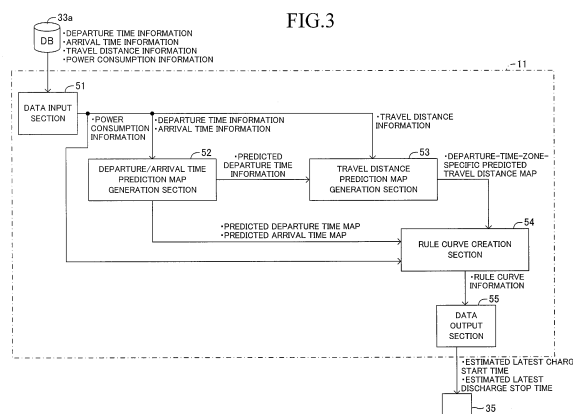 FIG.3
33a
DB
•DEPARTURE TIME INFORMATION
•ARRIVAL TIME INFORMATION
•TRAVEL DISTANCE INFORMATION
•POWER CONSUMPTION INFORMATION
11
51
DATA INPUT
SECTION
•POWER
CONSUMPTION
INFORMATION
•DEPARTURE TIME INFORMATION
•ARRIVAL TIME INFORMATION
•TRAVEL DISTANCE
INFORMATION
52
DEPARTURE/ARRIVAL TIME
PREDICTION MAP
GENERATION SECTION
•PREDICTED
DEPARTURE TIME
INFORMATION
53
TRAVEL DISTANCE
PREDICTION MAP
GENERATION SECTION
•DEPARTURE-TIME-ZONE-
SPECIFIC PREDICTED
TRAVEL DISTANCE MAP
•PREDICTED DEPARTURE TIME MAP
•PREDICTED ARRIVAL TIME MAP
54
RULE CURVE CREATION
SECTION
•RULE CURVE
INFORMATION
55
DATA
OUTPUT
SECTION
•ESTIMATED LATEST CHARG
START TIME
•ESTIMATED LATEST
DISCHARGE STOP TIME
35